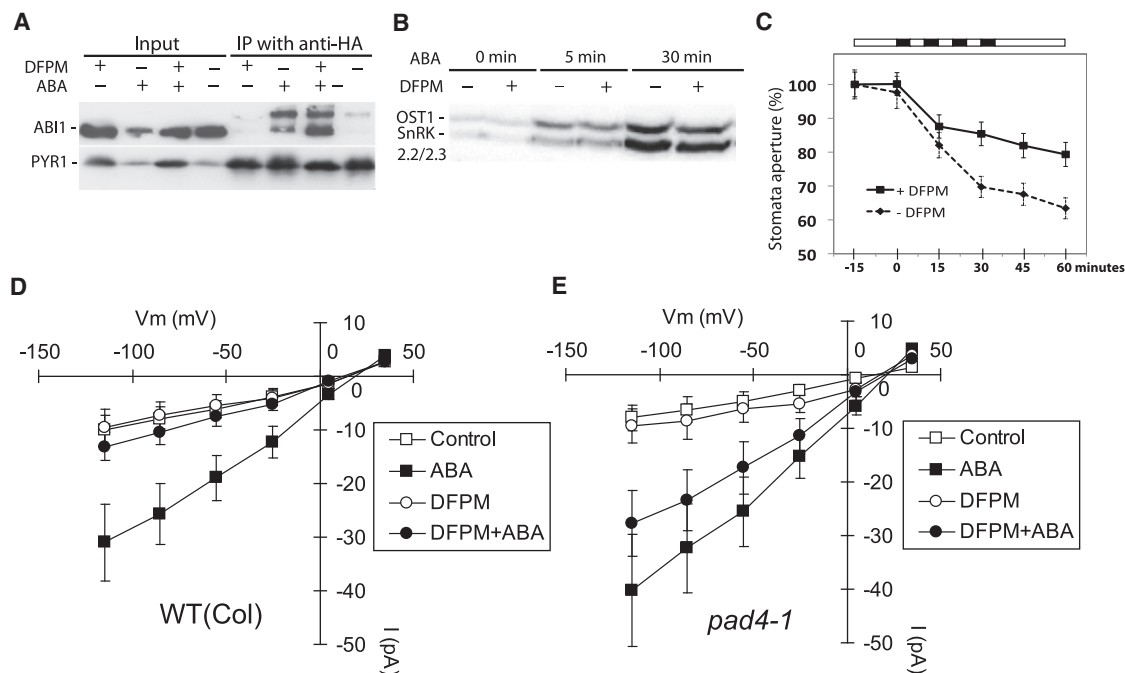 A
Input IP with anti-HA
DFPM + – + – + – + –
ABA – + + – – + + –
ABI1 -
PYR1 -
B
ABA 0 min 5 min 30 min
DFPM – + – + – +
OST1 -
SnRK -
2.2/2.3
C
Stomata aperture (%)
100
90
80
70
60
50
+ DFPM
- DFPM
-15 0 15 30 45 60 minutes
D
Vm (mV)
-150 -100 -50 0 50
10
0
-10
-20
-30
-40
-50
I (pA)
Control
ABA
DFPM
DFPM+ABA
WT(Col)
E
Vm (mV)
-150 -100 -50 0 50
10
0
-10
-20
-30
-40
-50
I (pA)
Control
ABA
DFPM
DFPM+ABA
pad4-1